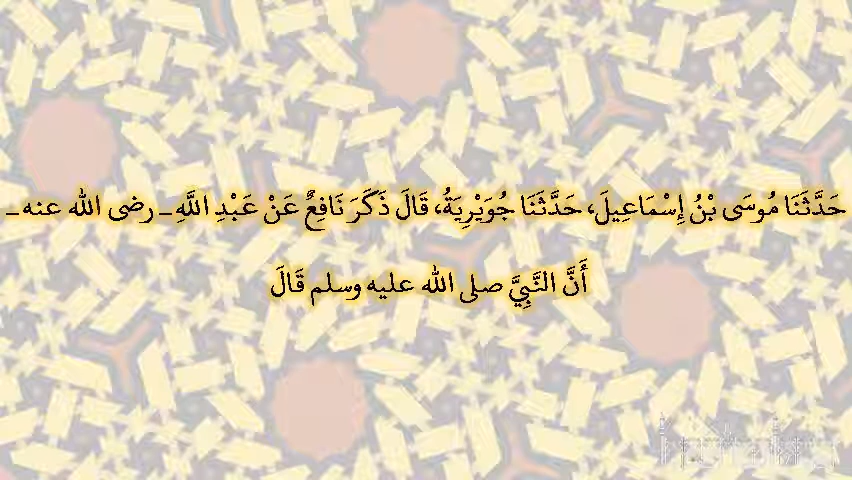 حَدَّثَنَا مُوسَى بْنُ إِسْمَاعِيلَ، حَدَّثَنَا جُوَيْرِيَةُ، قَالَ ذَكَرَ نَافِعٌ عَنْ عَبْدِ اللَّهِ ـ رضى الله عنه ـ
أَنَّ النَّبِيَّ صلى الله عليه وسلم قَالَ